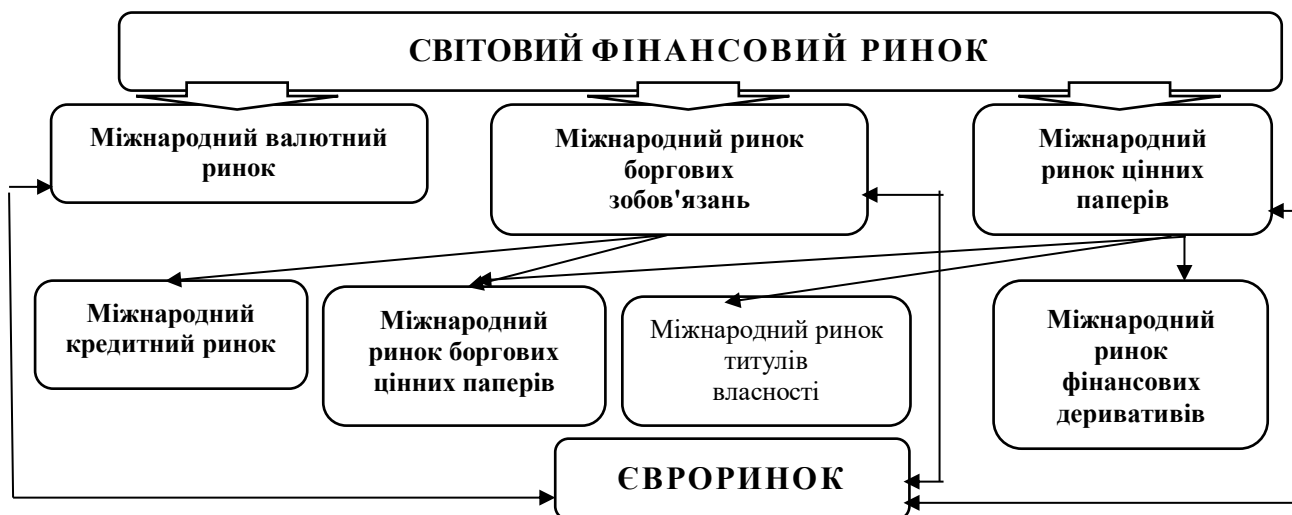 СВІТОВИЙ ФІНАНСОВИЙ РИНОК
Міжнародний валютний
ринок
Міжнародний ринок
боргових
зобов'язань
Міжнародний
ринок цінних
паперів
Міжнародний
кредитний ринок
Міжнародний
ринок боргових
цінних паперів
Міжнародний ринок
титулів
власності
Міжнародний
ринок
фінансових
деривативів
ЄВРОРИНОК